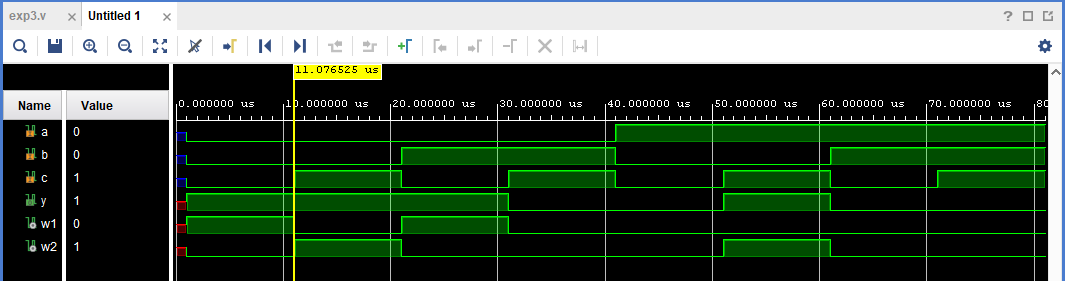 exp3.v × Untitled 1 × ?
11.076525 us
Name Value 0.000000 us 10.000000 us 20.000000 us 30.000000 us 40.000000 us 50.000000 us 60.000000 us 70.000000 us 80
a 0
b 0
c 1
y 1
w1 0
w2 1